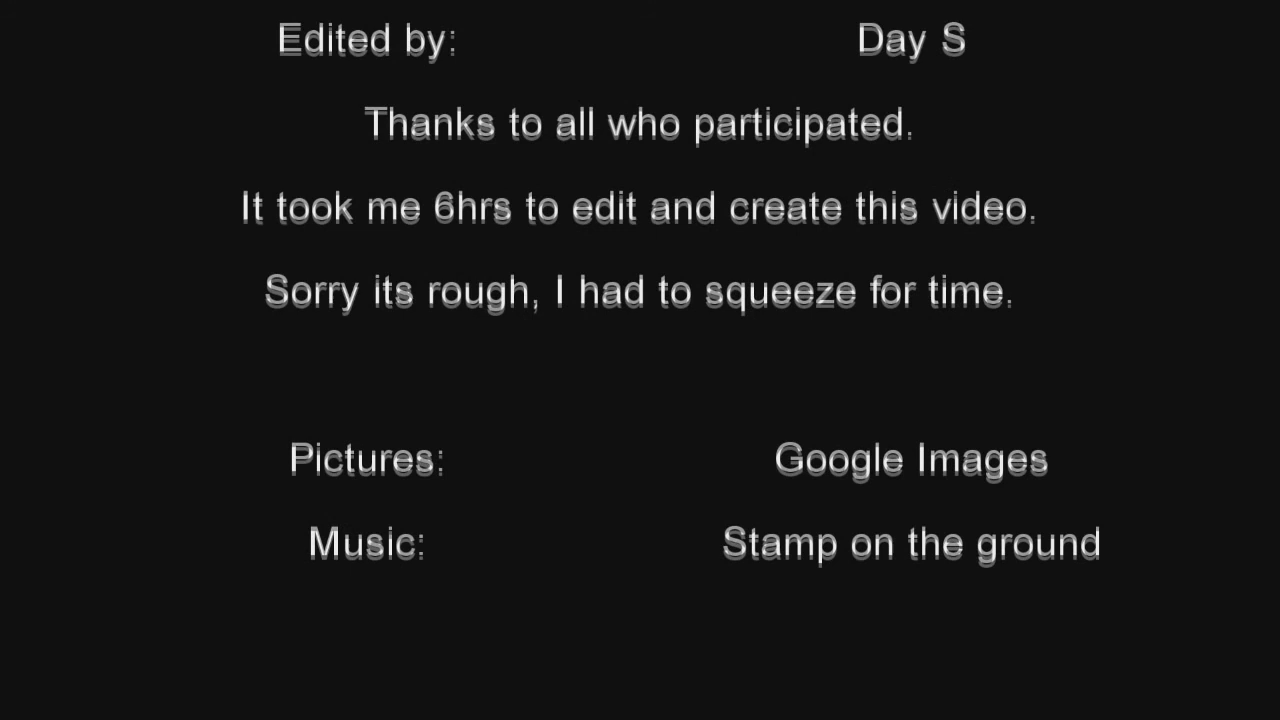 Edited by: Day S
Thanks to all who participated.
It took me 6hrs to edit and create this video.
Sorry its rough, I had to squeeze for time.
Pictures: Google Images
Music: Stamp on the ground